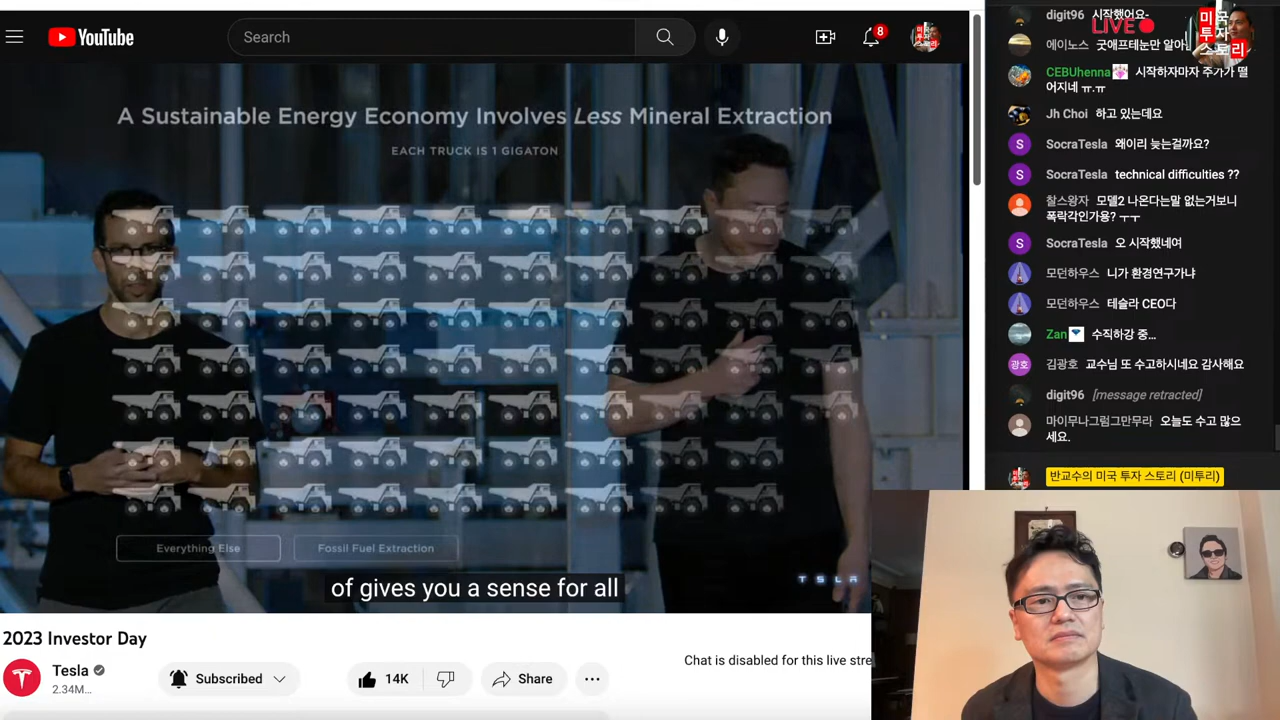 YouTube
Search
8
A Sustainable Energy Economy Involves Less Mineral Extraction
EACH TRUCK IS 1 GIGATON
Everything Else
Fossil Fuel Extraction
of gives you a sense for all
TESLA
2023 Investor Day
Tesla
2.34M...
Subscribed
14K
Share
Chat is disabled for this live stre
LIVE
미국
투자
스토리
digit96 시작했어요~
에이노스 굿애프테눈만 알아
CEBUhenna 시작하자마자 주가가 떨
어지네 ㅠ.ㅠ
Jh Choi 하고 있는데요
S SocraTesla 왜이리 늦는걸까요?
S SocraTesla technical difficulties ??
찰스왕자 모델2 나온다는말 없는거보니
폭락각인가용? ㅜㅜ
S SocraTesla 오 시작했네여
모던하우스 니가 환경연구가냐
모던하우스 테슬라 CEO다
Zan 수직하강 중...
광호 김광호 교수님 또 수고하시네요 감사해요
digit96 [message retracted]
마이무나그럼그만무라 오늘도 수고 많으
세요.
반교수의 미국 투자 스토리 (미투리)